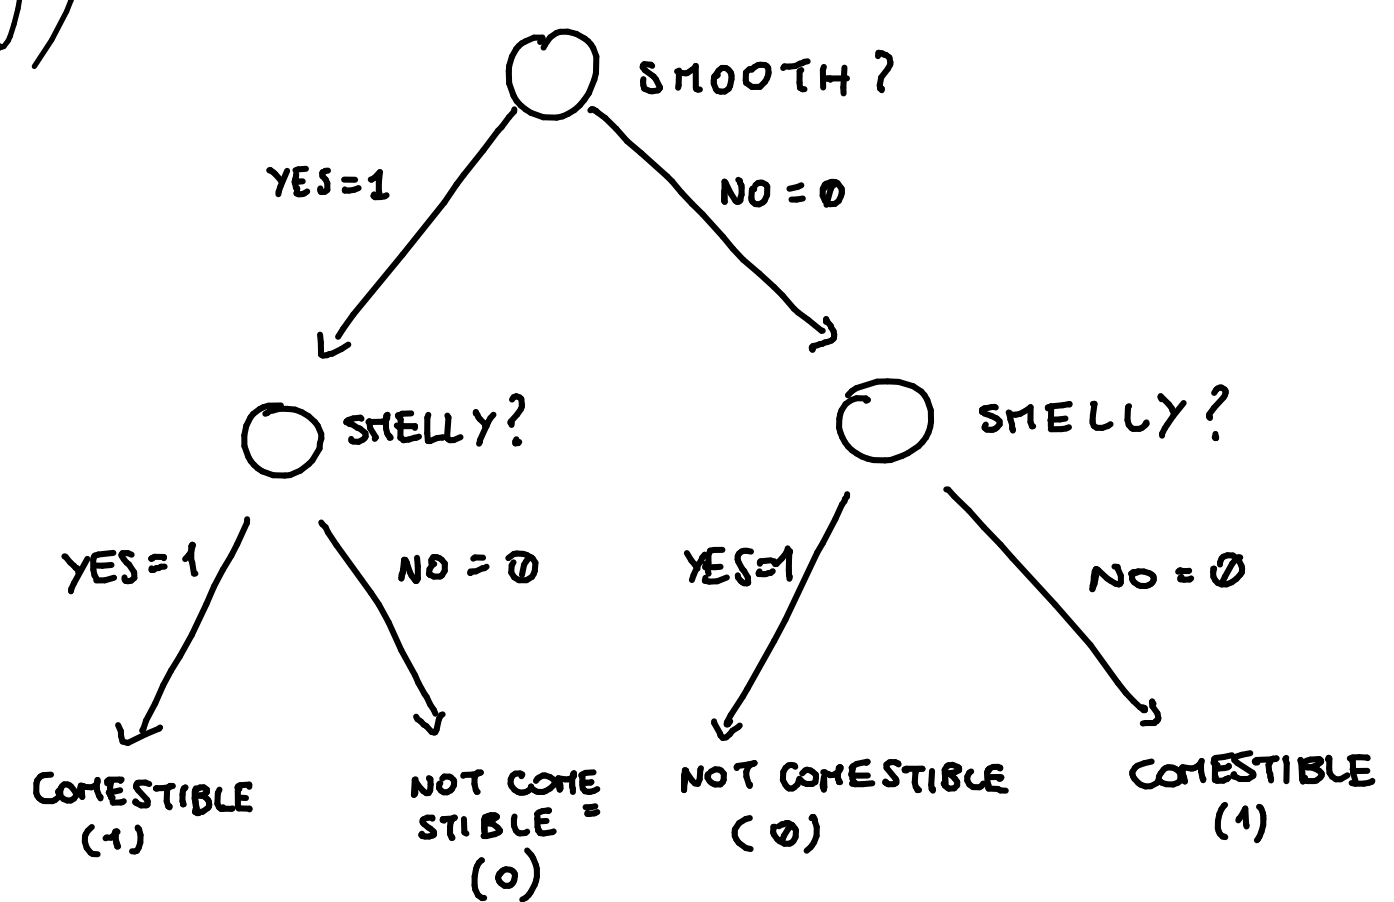 SMOOTH?
YES=1
NO = 0
SMELLY?
SMELLY?
YES=1
NO = 0
YES=1
NO = 0
COMESTIBLE
(1)
NOT COME
STIBLE =
(0)
NOT COMESTIBLE
(0)
COMESTIBLE
(1)